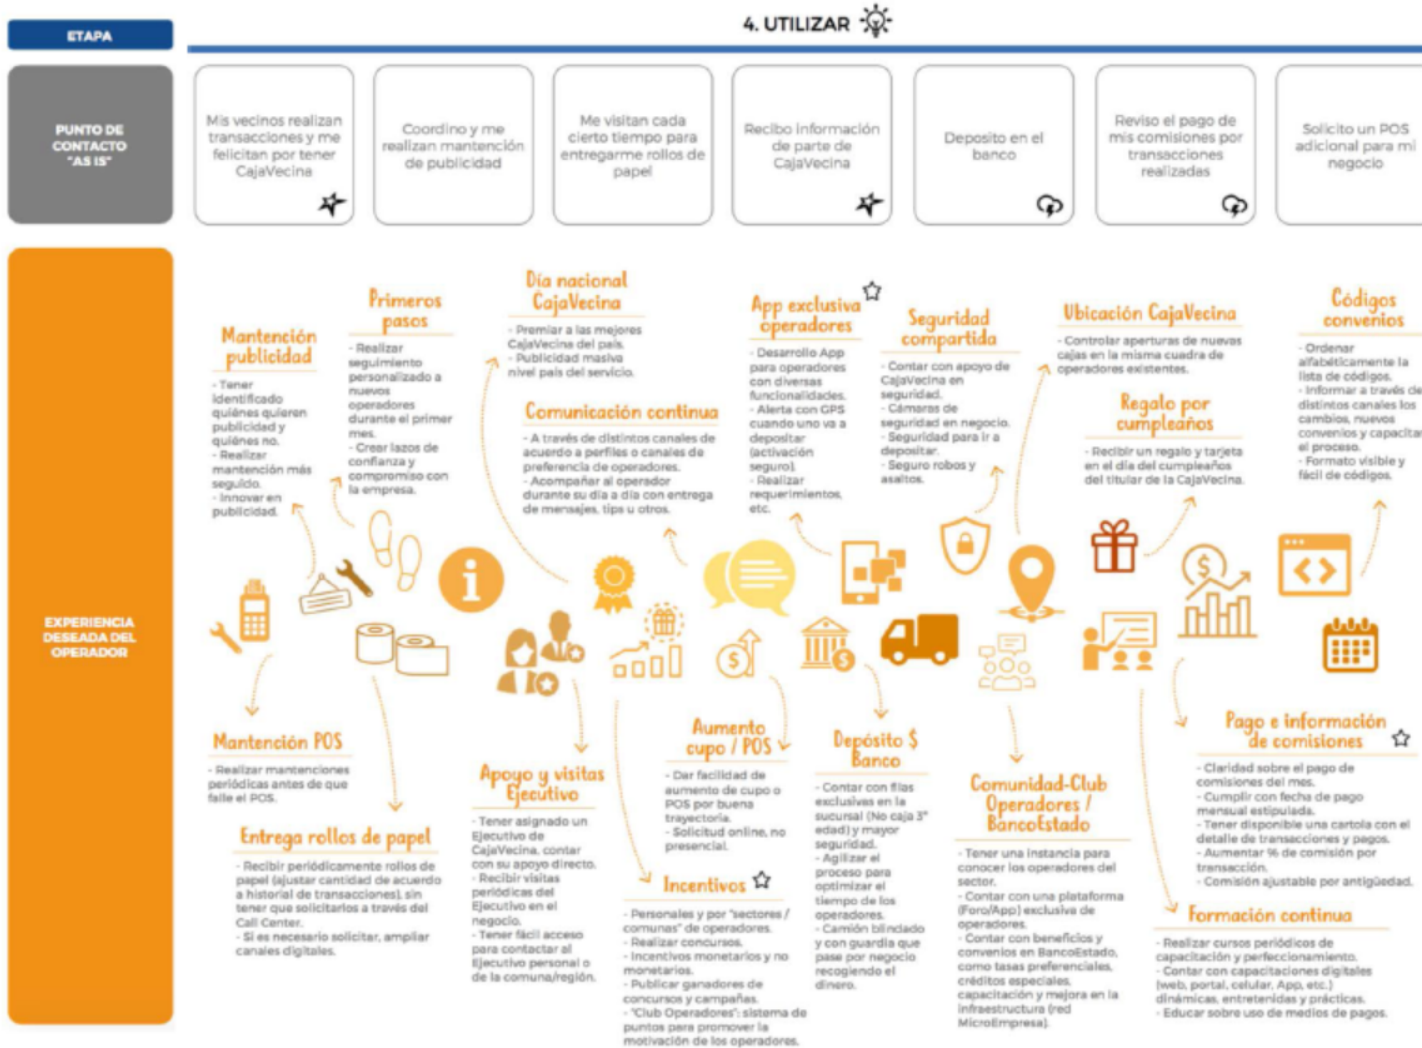 4. UTILIZAR
ETAPA
PUNTO DE
CONTACTO
"AS IS"
Mis vecinos realizan
transacciones y me
felicitan por tener
CajaVecina
Coordino y me
realizan mantención
de publicidad
Me visitan cada
cierto tiempo para
entregarme rollos de
papel
Recibo información
de parte de
CajaVecina
Deposito en el
banco
Reviso el pago de
mis comisiones por
transacciones
realizadas
Solicito un POS
adicional para mi
negocio
EXPERIENCIA
DESEADA DEL
OPERADOR
Mantención
publicidad
- Tener
identificado
quiénes quieren
publicidad y
quiénes no.
- Realizar
mantención más
seguido.
- Innovar en
publicidad.
Primeros
pasos
- Realizar
seguimiento
personalizado a
nuevos
operadores
durante el primer
mes.
- Crear lazos de
confianza y
compromiso con
la empresa.
Día nacional
CajaVecina
- Premiar a las mejores
CajaVecina del país.
- Publicidad masiva
nivel país del servicio.
Comunicación continua
- A través de distintos canales de
acuerdo a perfiles o canales de
preferencia de operadores.
- Acompañar al operador
durante su día a día con entrega
de mensajes, tips u otros.
App exclusiva
operadores
- Desarrollo App
para operadores
con diversas
funcionalidades.
- Alerta con GPS
cuando uno va a
depositar
(activación
seguro).
- Realizar
requerimientos,
etc.
Seguridad
compartida
- Contar con apoyo de
CajaVecina en
seguridad.
- Cámaras de
seguridad en negocio.
- Seguridad para ir a
depositar.
- Seguro robos y
asaltos.
Ubicación CajaVecina
- Controlar aperturas de nuevas
cajas en la misma cuadra de
operadores existentes.
Regalo por
cumpleaños
- Recibir un regalo y tarjeta
en el día del cumpleaños
del titular de la CajaVecina.
Códigos
convenios
- Ordenar
alfabéticamente la
lista de códigos.
- Informar a través de
distintos canales los
cambios, nuevos
convenios y capacitar
el proceso.
- Formato visible y
fácil de códigos.
Mantención POS
- Realizar mantenciones
periódicas antes de que
falle el POS.
Entrega rollos de papel
- Recibir periódicamente rollos de
papel (ajustar cantidad de acuerdo
a historial de transacciones), sin
tener que solicitarlos a través del
Call Center.
- Si es necesario solicitar, ampliar
canales digitales.
Apoyo y visitas
Ejecutivo
- Tener asignado un
Ejecutivo de
CajaVecina, contar
con su apoyo directo.
- Recibir visitas
periódicas del
Ejecutivo en el
negocio.
- Tener fácil acceso
para contactar al
Ejecutivo personal o
de la comuna/región.
Incentivos
- Personales y por "sectores /
comunas" de operadores.
- Realizar concursos.
- Incentivos monetarios y no
monetarios.
- Publicar ganadores de
concursos y campañas.
- "Club Operadores": sistema de
puntos para promover la
motivación de los operadores.
Aumento
cupo / POS
- Dar facilidad de
aumento de cupo o
POS por buena
trayectoria.
- Solicitud online, no
presencial.
Depósito $
Banco
- Contar con filas
exclusivas en la
sucursal (No caja 3ª
edad) y mayor
seguridad.
- Agilizar el
proceso para
optimizar el
tiempo de los
operadores.
- Camión blindado
y con guardia que
pase por negocio
recogiendo el
dinero.
Comunidad-Club
Operadores /
BancoEstado
- Tener una instancia para
conocer los operadores del
sector.
- Contar con una plataforma
(Foro/App) exclusiva de
operadores.
- Contar con beneficios y
convenios en BancoEstado,
como tasas preferenciales,
créditos especiales,
capacitación y mejora en la
infraestructura (red
MicroEmpresa).
Pago e información
de comisiones
- Claridad sobre el pago de
comisiones del mes.
- Cumplir con fecha de pago
mensual estipulada.
- Tener disponible una cartola con el
detalle de transacciones y pagos.
- Aumentar % de comisión por
transacción.
- Comisión ajustable por antigüedad.
Formación continua
- Realizar cursos periódicos de
capacitación y perfeccionamiento.
- Contar con capacitaciones digitales
(web, portal, celular, App, etc.)
dinámicas, entretenidas y prácticas.
- Educar sobre uso de medios de pagos.